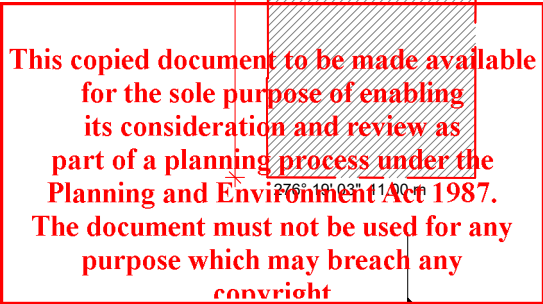 This copied document to be made available
for the sole purpose of enabling
its consideration and review as
part of a planning process under the
Planning and Environment Act 1987.
276° 19' 03" 11.00 m
The document must not be used for any
purpose which may breach any
copyright